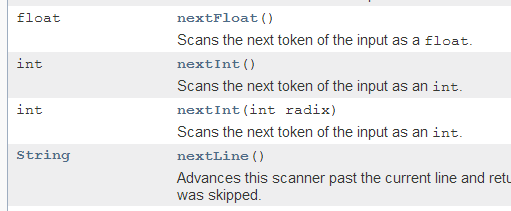 float nextFloat()
Scans the next token of the input as a float.
int nextInt()
Scans the next token of the input as an int.
int nextInt(int radix)
Scans the next token of the input as an int.
String nextLine()
Advances this scanner past the current line and
was skipped.